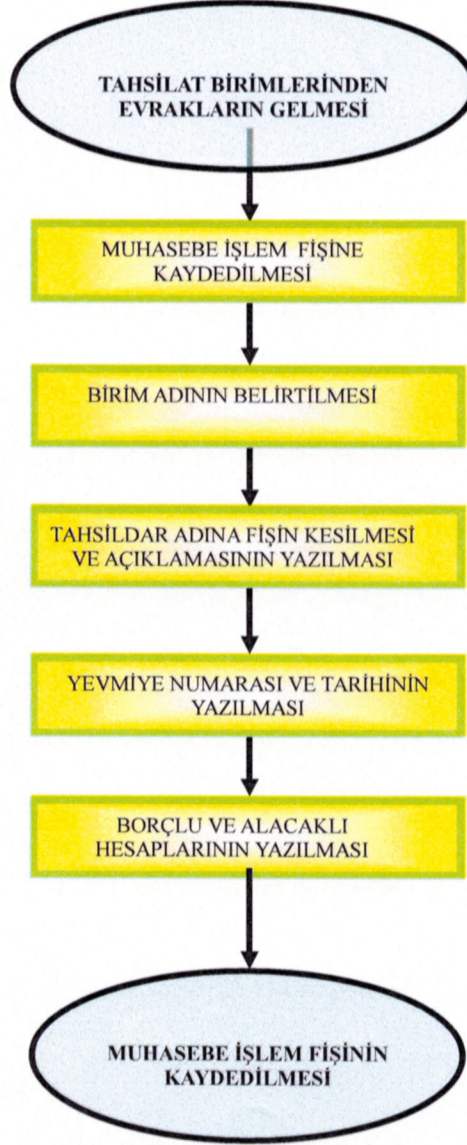 TAHSİLAT BİRİMLERİNDEN
EVRAKLARIN GELMESİ
MUHASEBE İŞLEM FİŞİNE
KAYDEDİLMESİ
BİRİM ADININ BELİRTİLMESİ
TAHSİLDAR ADINA FİŞİN KESİLMESİ
VE AÇIKLAMASININ YAZILMASI
YEVMİYE NUMARASI VE TARİHİNİN
YAZILMASI
BORÇLU VE ALACAKLI
HESAPLARININ YAZILMASI
MUHASEBE İŞLEM FİŞİNİN
KAYDEDİLMESİ